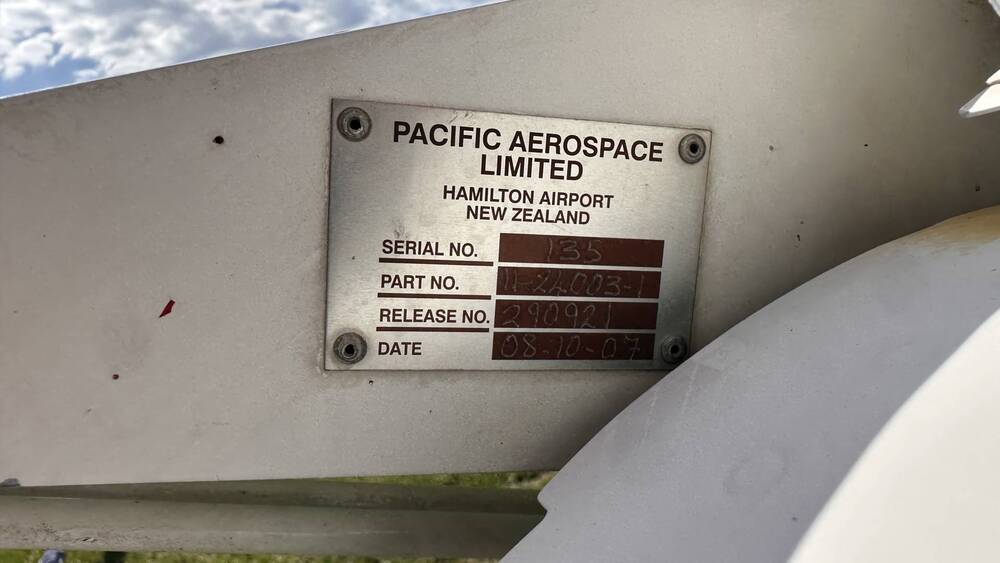 PACIFIC AEROSPACE
LIMITED
HAMILTON AIRPORT
NEW ZEALAND
SERIAL NO. 135
PART NO. 11-24003-1
RELEASE NO. 290921
DATE 08-10-07